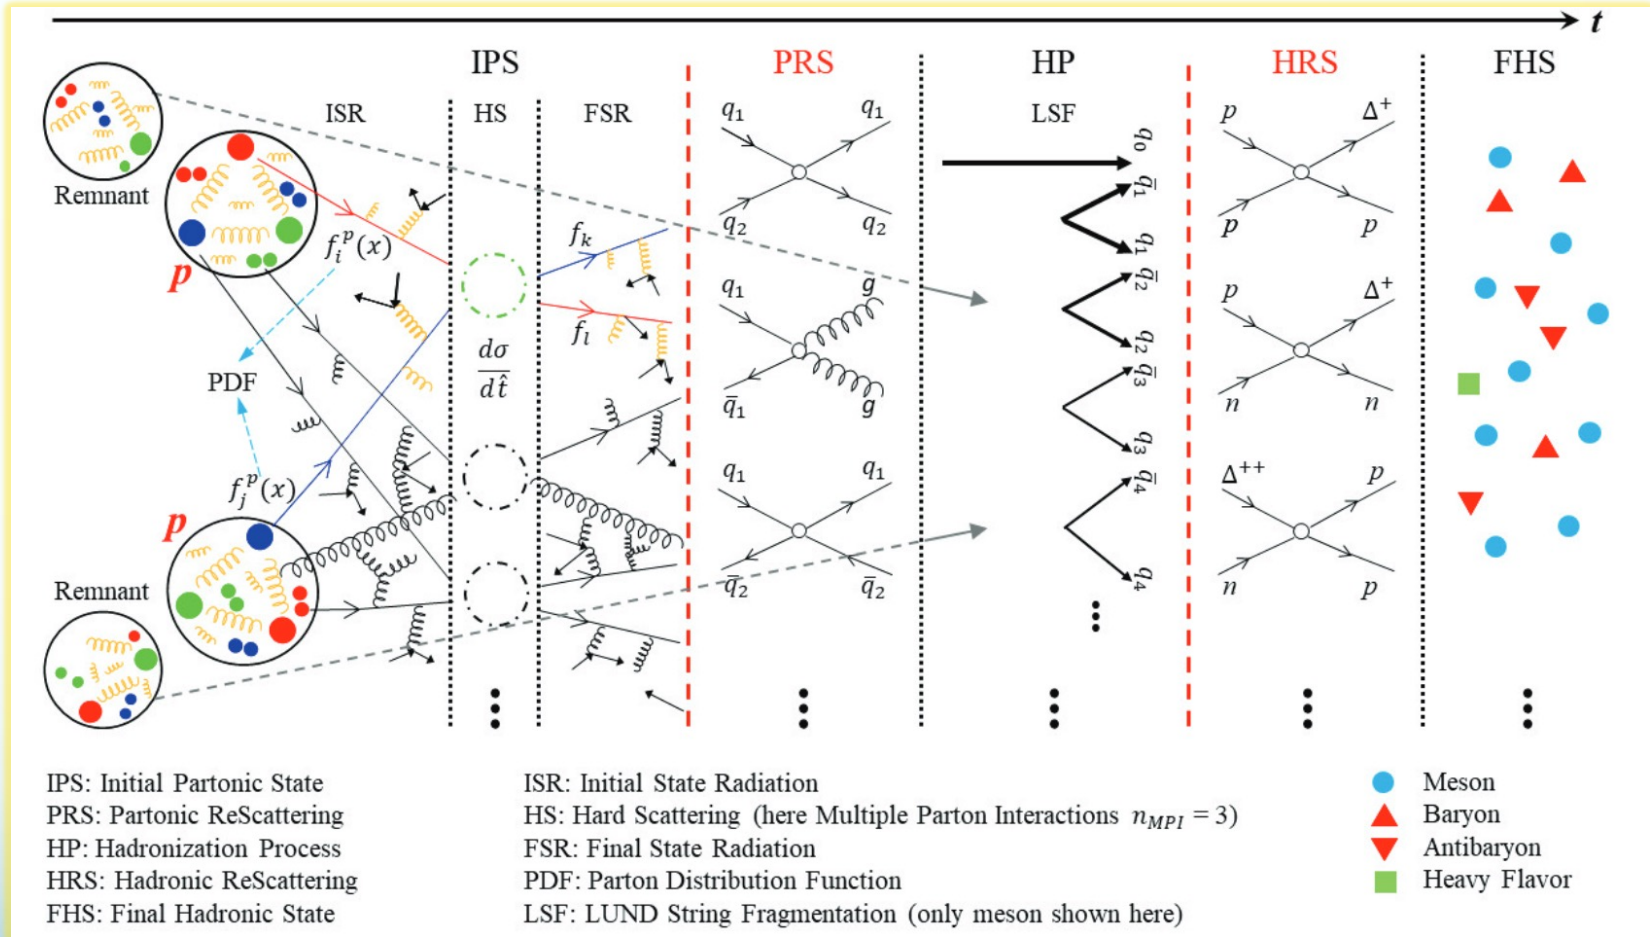 t
IPS PRS HP HRS FHS
ISR HS FSR LSF
Remnant
p
f_i^p(x)
PDF
f_j^p(x)
p
Remnant
dσ
dt̂
f_k
f_l
q₁ q₁
q₂ q₂
q₁ g
q̄₁ g
q₁ q₁
q̄₂ q̄₂
q₀
q̄₁
q₁
q̄₂
q₂
q̄₃
q₃
q̄₄
q₄
p Δ⁺
p p
p Δ⁺
n n
Δ⁺⁺ p
n p
IPS: Initial Partonic State
PRS: Partonic ReScattering
HP: Hadronization Process
HRS: Hadronic ReScattering
FHS: Final Hadronic State
ISR: Initial State Radiation
HS: Hard Scattering (here Multiple Parton Interactions n_MPI = 3)
FSR: Final State Radiation
PDF: Parton Distribution Function
LSF: LUND String Fragmentation (only meson shown here)
Meson
Baryon
Antibaryon
Heavy Flavor